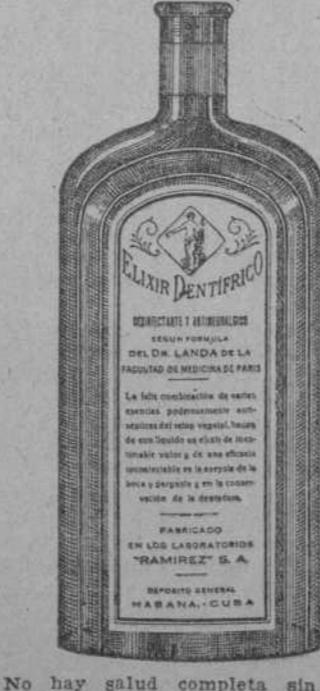 ELIXIR DENTÍFRICO
DESINFECTANTE Y ANTINEURALGICO
SEGUN FORMULA
DEL DR. LANDA DE LA
FACULTAD DE MEDICINA DE PARIS
La feliz combinación de varias
esencias poderosamente anti-
sépticas del reino vegetal, hacen
de este líquido un elixir de ines-
timable valor y de una eficacia
incontestable en la asepsia de la
boca y garganta y en la conser-
vación de la dentadura.
FABRICADO
EN LOS LABORATORIOS
"RAMIREZ" S. A.
DEPOSITO GENERAL
HABANA,-CUBA
No hay salud completa sin